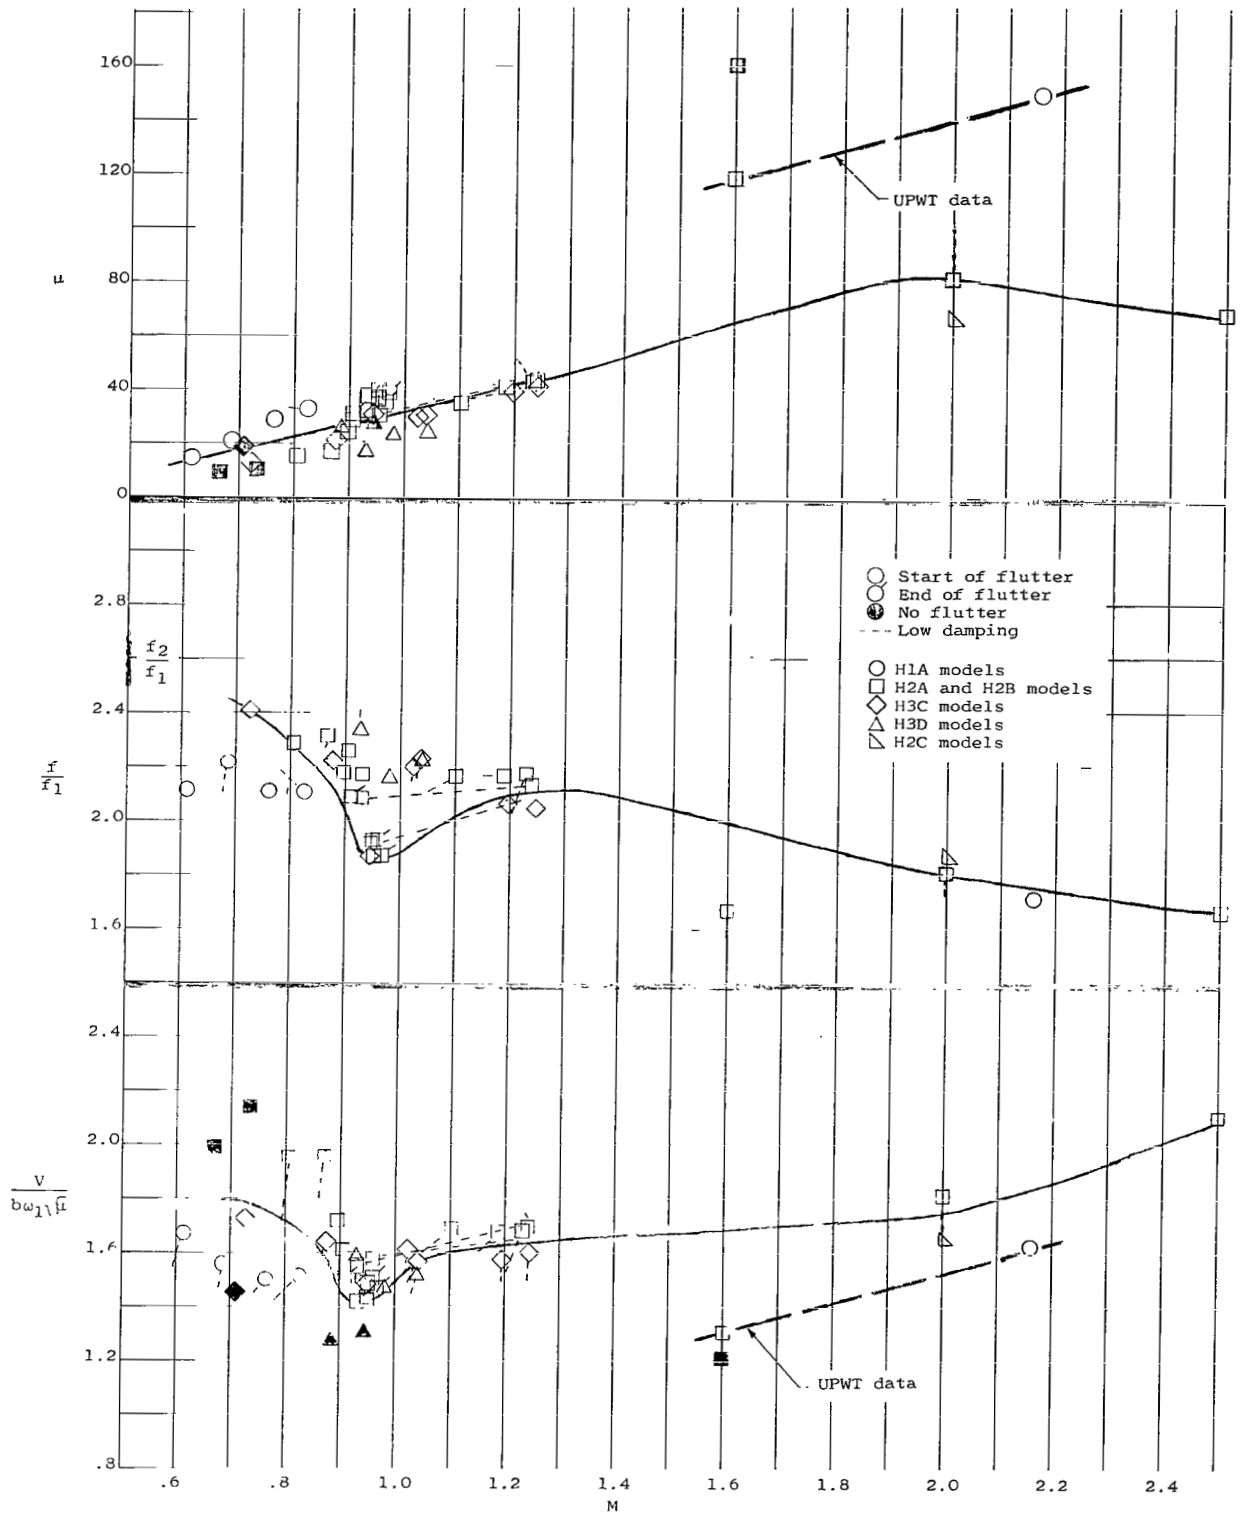 160
120
UPWT data
μ
80
40
0
Start of flutter
End of flutter
No flutter
Low damping
2.8
f2
f1
H1A models
H2A and H2B models
H3C models
H3D models
H2C models
2.4
f
f1
2.0
1.6
2.4
2.0
V
bω1√μ
1.6
1.2
UPWT data
.8
.6 .8 1.0 1.2 1.4 1.6 1.8 2.0 2.2 2.4
M